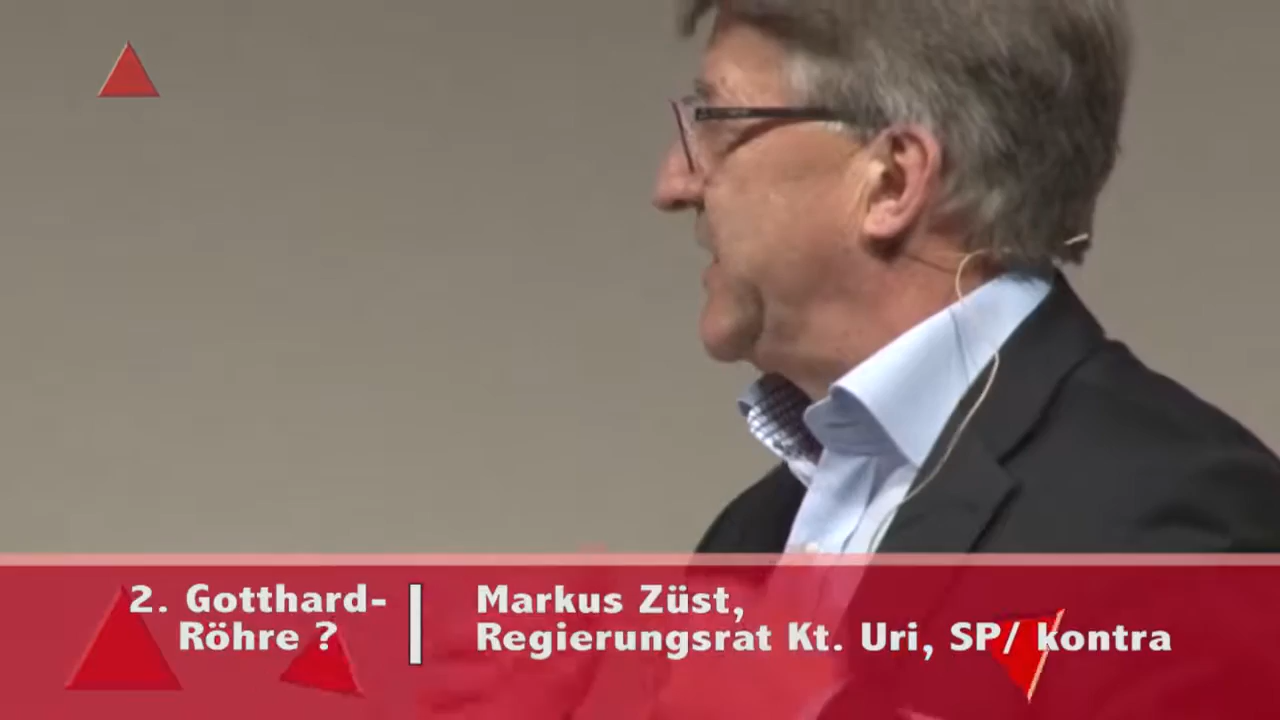 2. Gotthard-
Röhre ?
Markus Züst,
Regierungsrat Kt. Uri, SP/ kontra